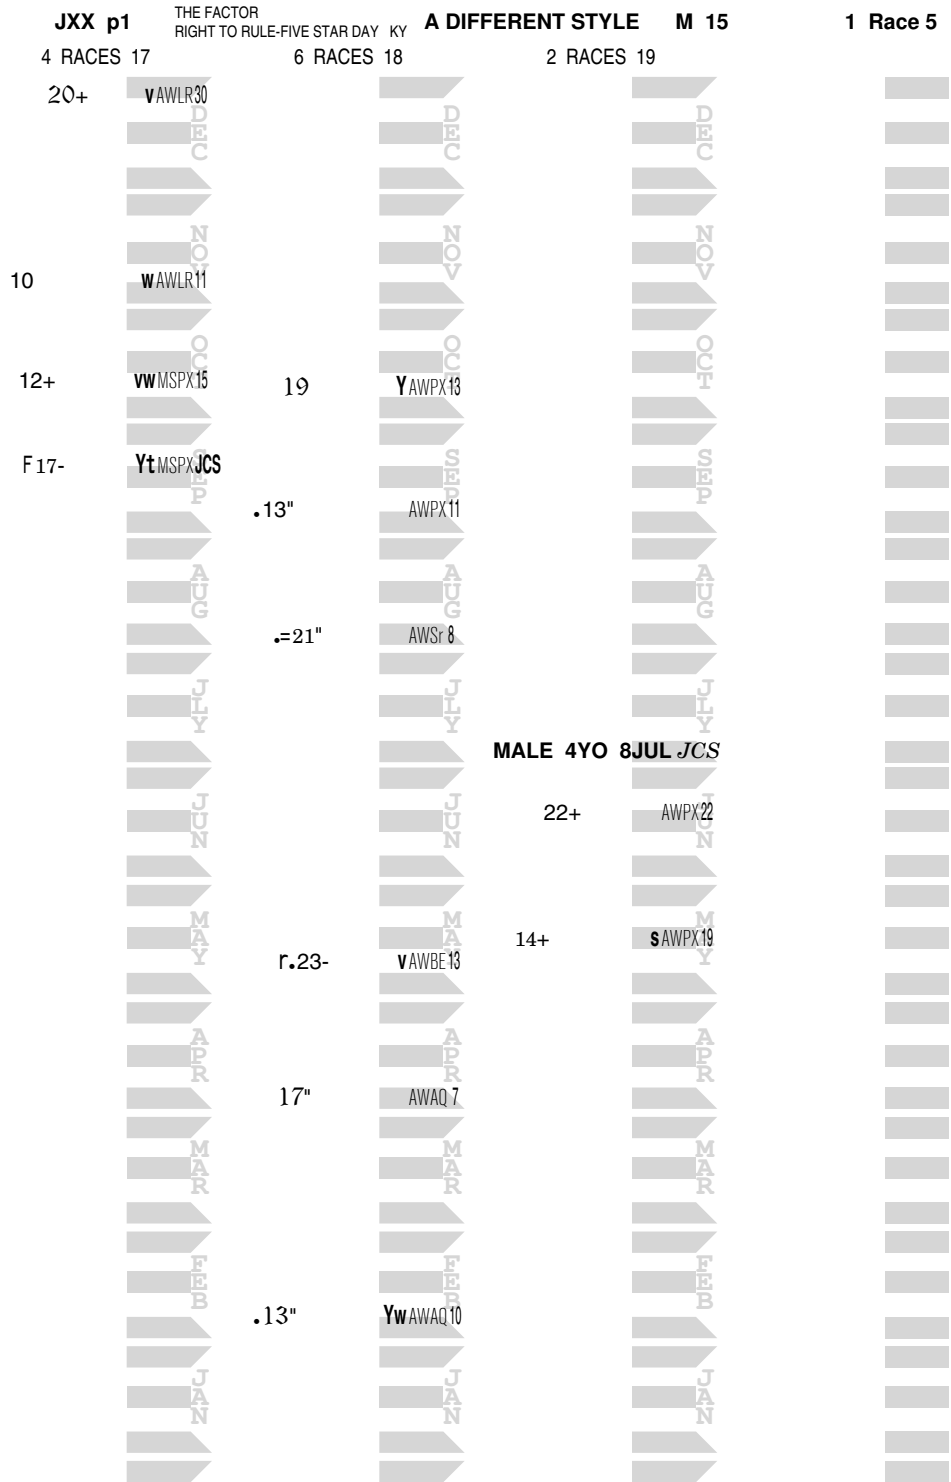 JXX p1 THE FACTOR A DIFFERENT STYLE M 15 1 Race 5
RIGHT TO RULE-FIVE STAR DAY KY
4 RACES 17 6 RACES 18 2 RACES 19
20+ vAWLR30
DEC DEC DEC
NOV NOV NOV
10 wAWLR11
OCT OCT OCT
12+ vwMSPX15 19 YAWPX13
F17- YtMSPXJCS
SEP SEP SEP
.13" AWPX11
AUG AUG AUG
.=21" AWSr 8
JLY JLY JLY
MALE 4YO 8JUL JCS
JUN JUN JUN
22+ AWPX22
MAY MAY MAY
14+ sAWPX19
r.23- vAWBE13
APR APR APR
17" AWAQ 7
MAR MAR MAR
FEB FEB FEB
.13" YwAWAQ10
JAN JAN JAN